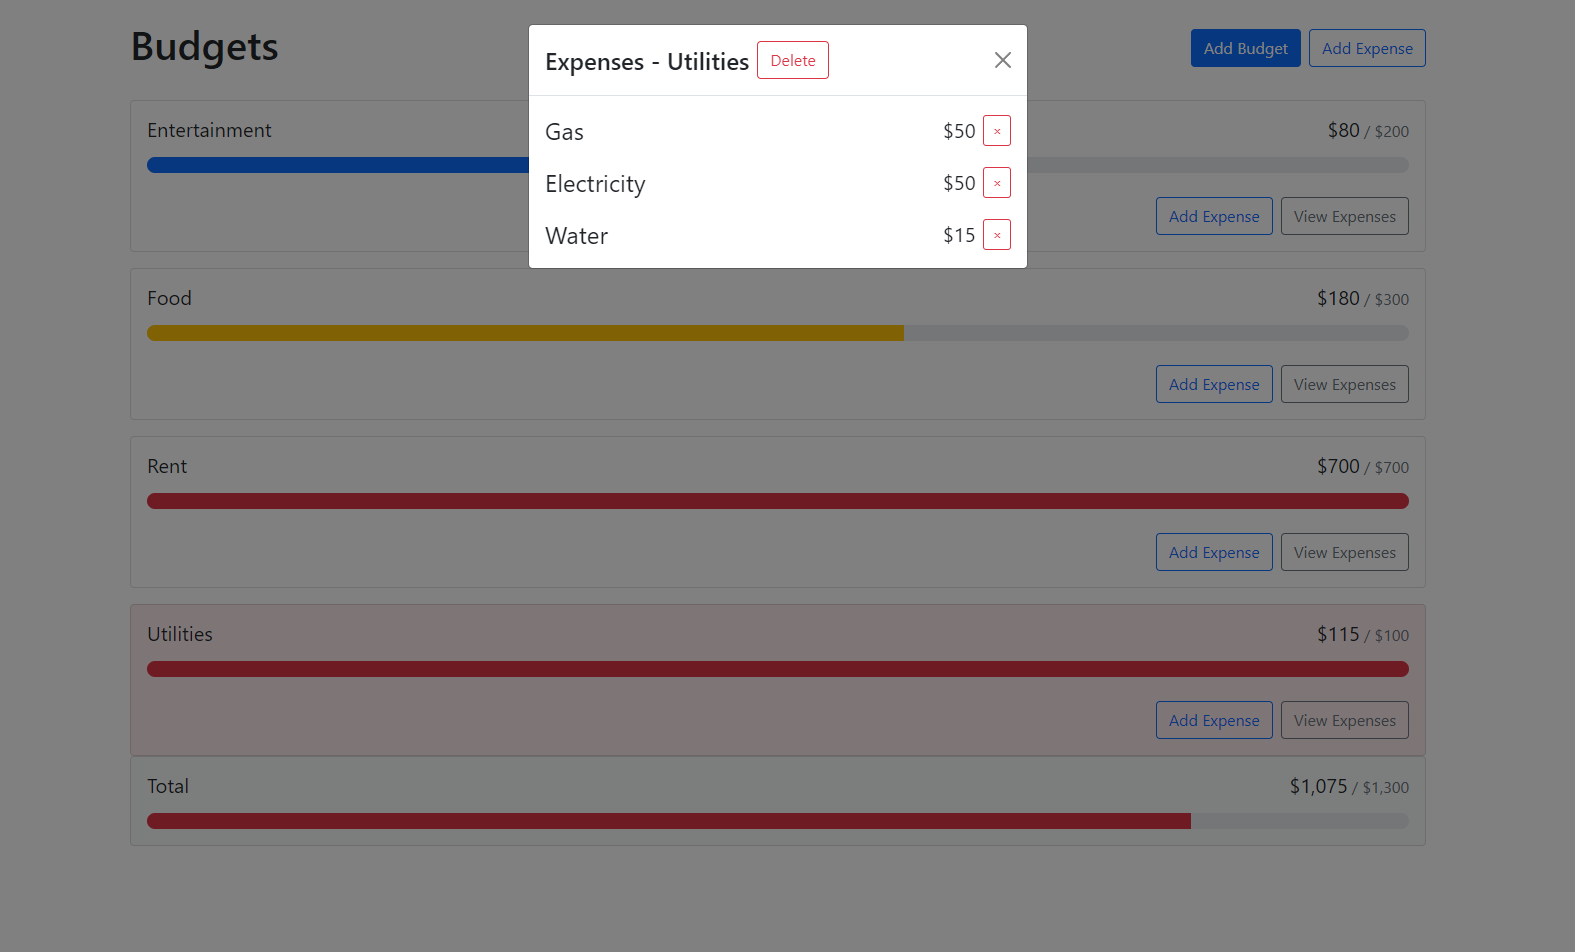 Budgets
Add Budget
Add Expense
Expenses - Utilities
Delete
×
Gas $50 ×
Electricity $50 ×
Water $15 ×
Entertainment $80 / $200
Add Expense View Expenses
Food $180 / $300
Add Expense View Expenses
Rent $700 / $700
Add Expense View Expenses
Utilities $115 / $100
Add Expense View Expenses
Total $1,075 / $1,300